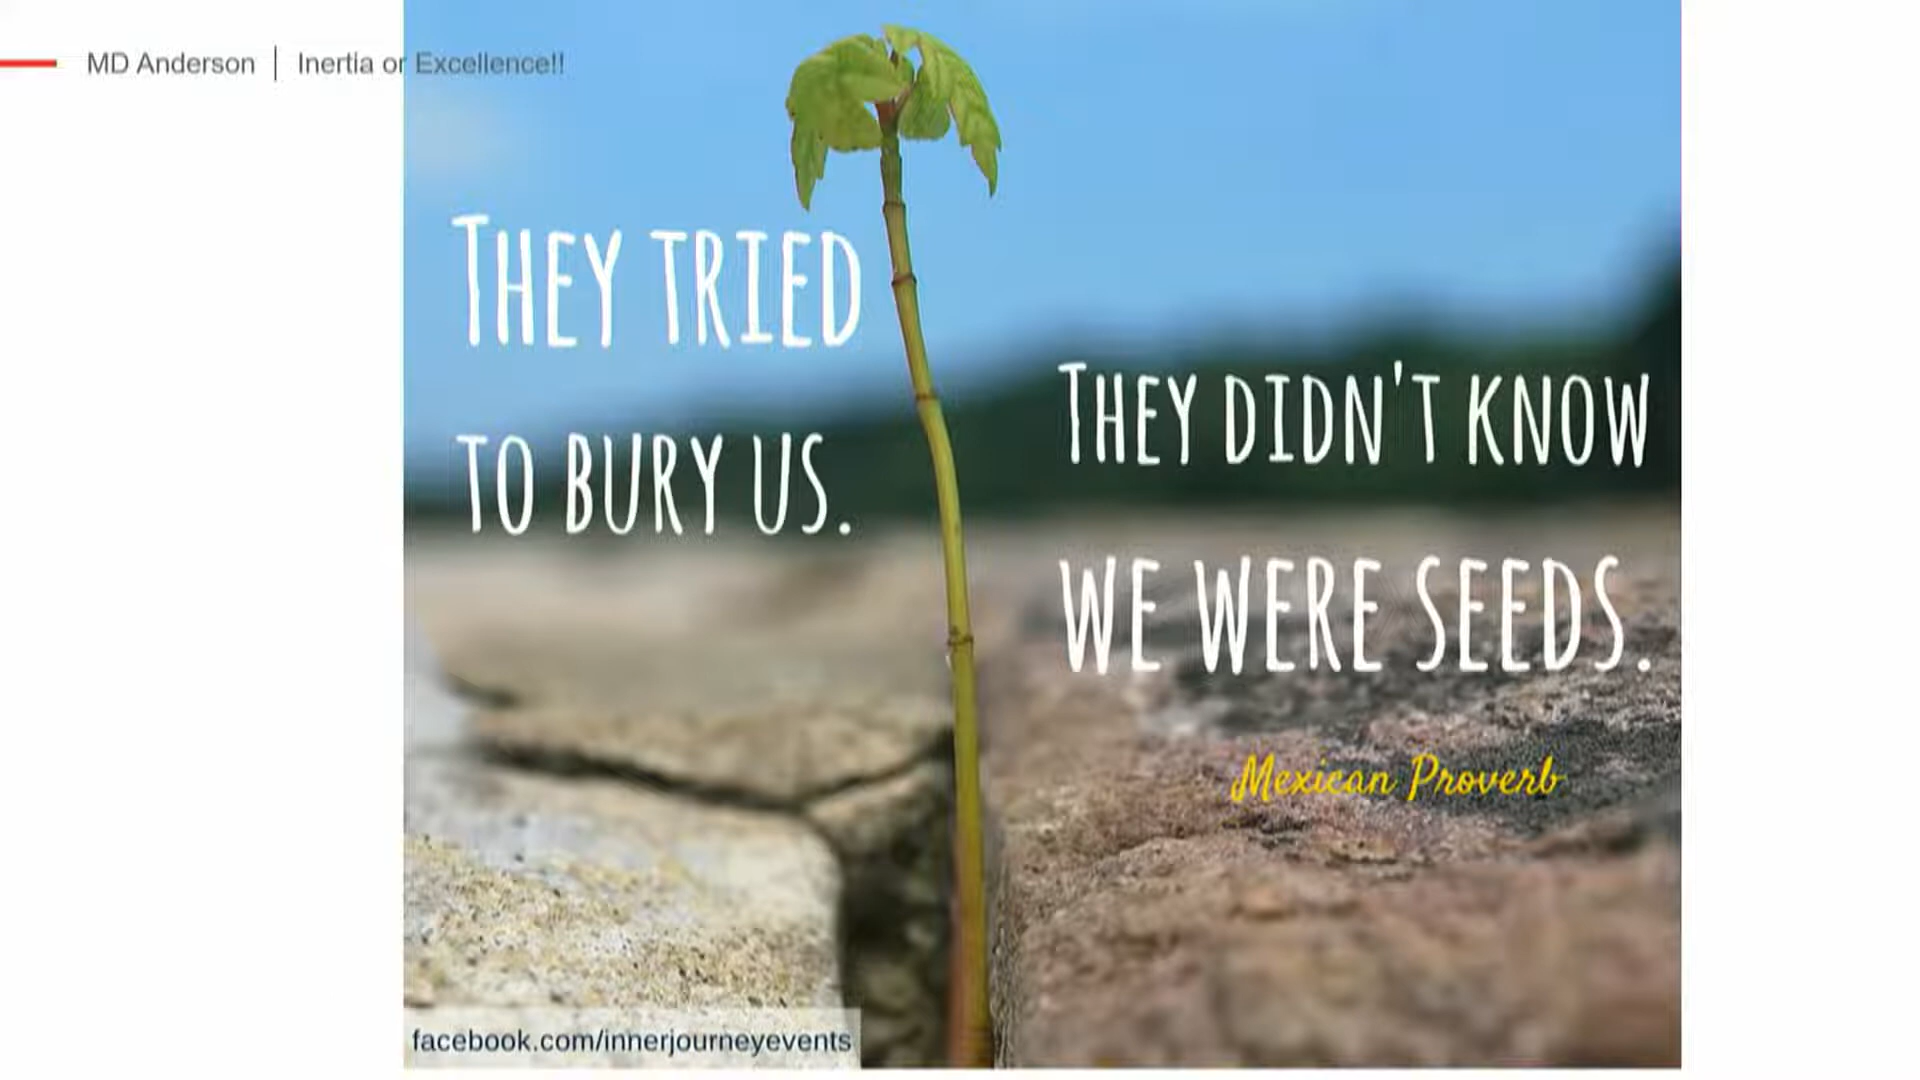 MD Anderson | Inertia or Excellence!!
THEY TRIED
TO BURY US.
THEY DIDN'T KNOW
WE WERE SEEDS.
Mexican Proverb
facebook.com/innerjourneyevents